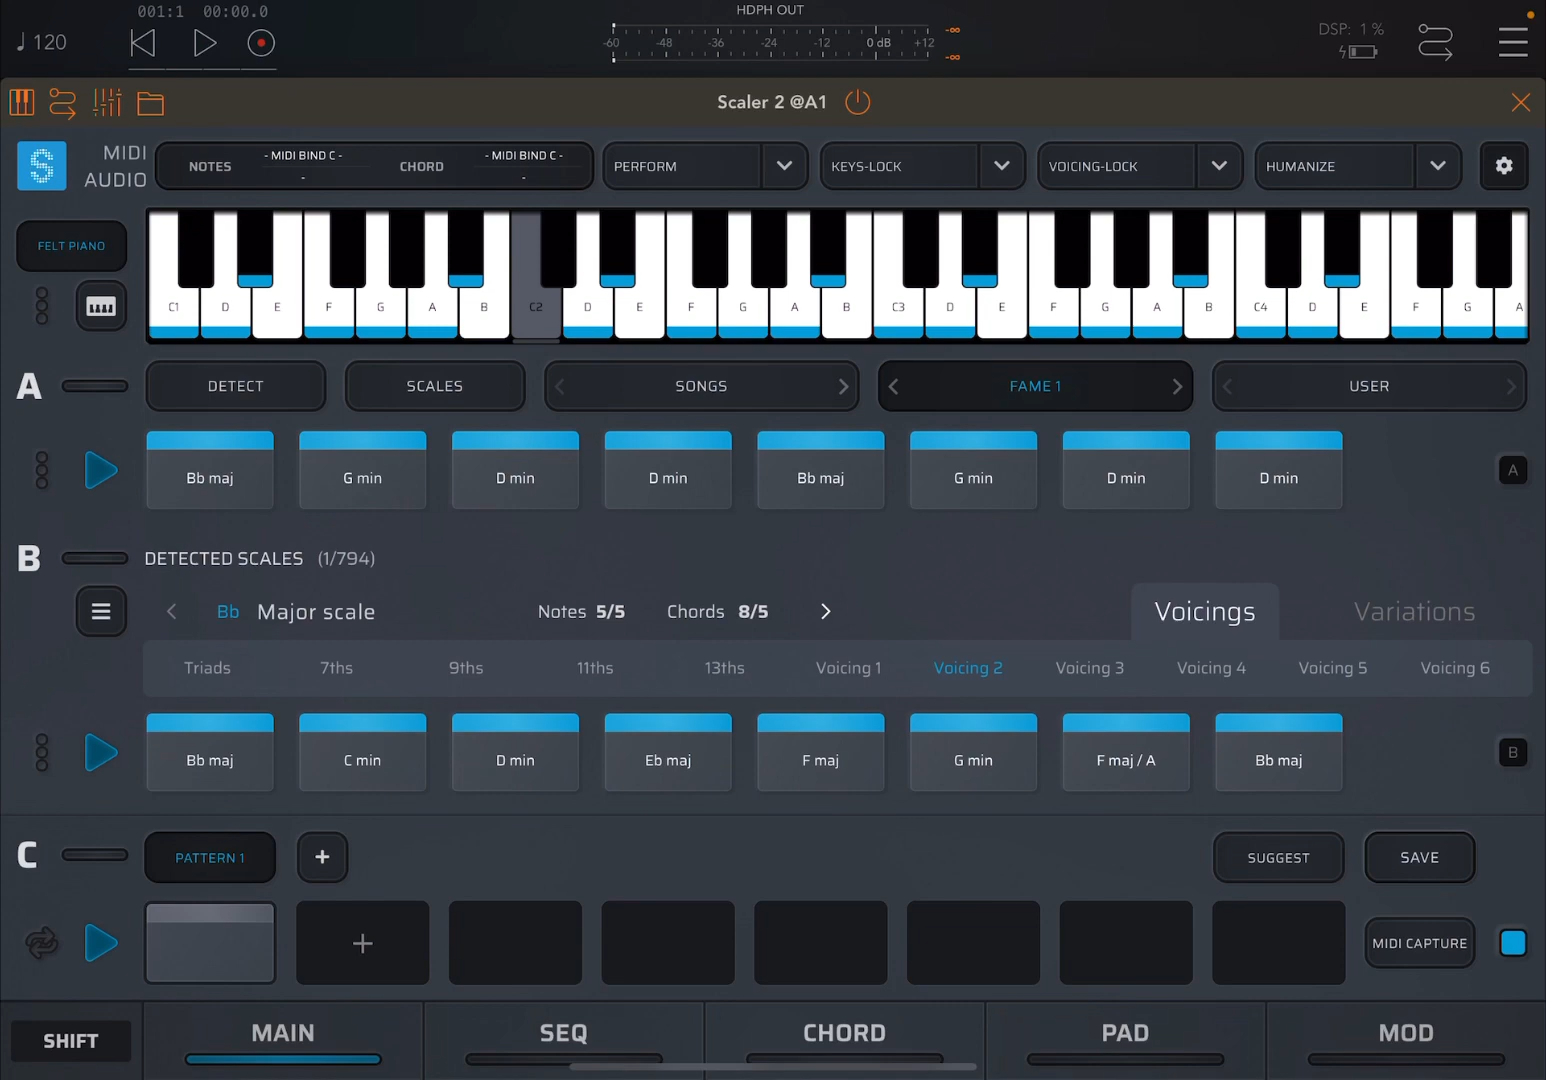 001:1 00:00.0
HDPH OUT
♩ 120
-60 -48 -36 -24 -12 0 dB +12
-∞
-∞
DSP: 1 %
Scaler 2 @A1
S
MIDI
AUDIO
NOTES - MIDI BIND C - -
CHORD - MIDI BIND C - -
PERFORM
KEYS-LOCK
VOICING-LOCK
HUMANIZE
FELT PIANO
C1 D E F G A B C2 D E F G A B C3 D E F G A B C4 D E F G A
A
DETECT SCALES SONGS FAME 1 USER
Bb maj G min D min D min Bb maj G min D min D min A
B
DETECTED SCALES (1/794)
Bb Major scale Notes 5/5 Chords 8/5 Voicings Variations
Triads 7ths 9ths 11ths 13ths Voicing 1 Voicing 2 Voicing 3 Voicing 4 Voicing 5 Voicing 6
Bb maj C min D min Eb maj F maj G min F maj / A Bb maj B
C
PATTERN 1 + SUGGEST SAVE
+ MIDI CAPTURE
SHIFT MAIN SEQ CHORD PAD MOD